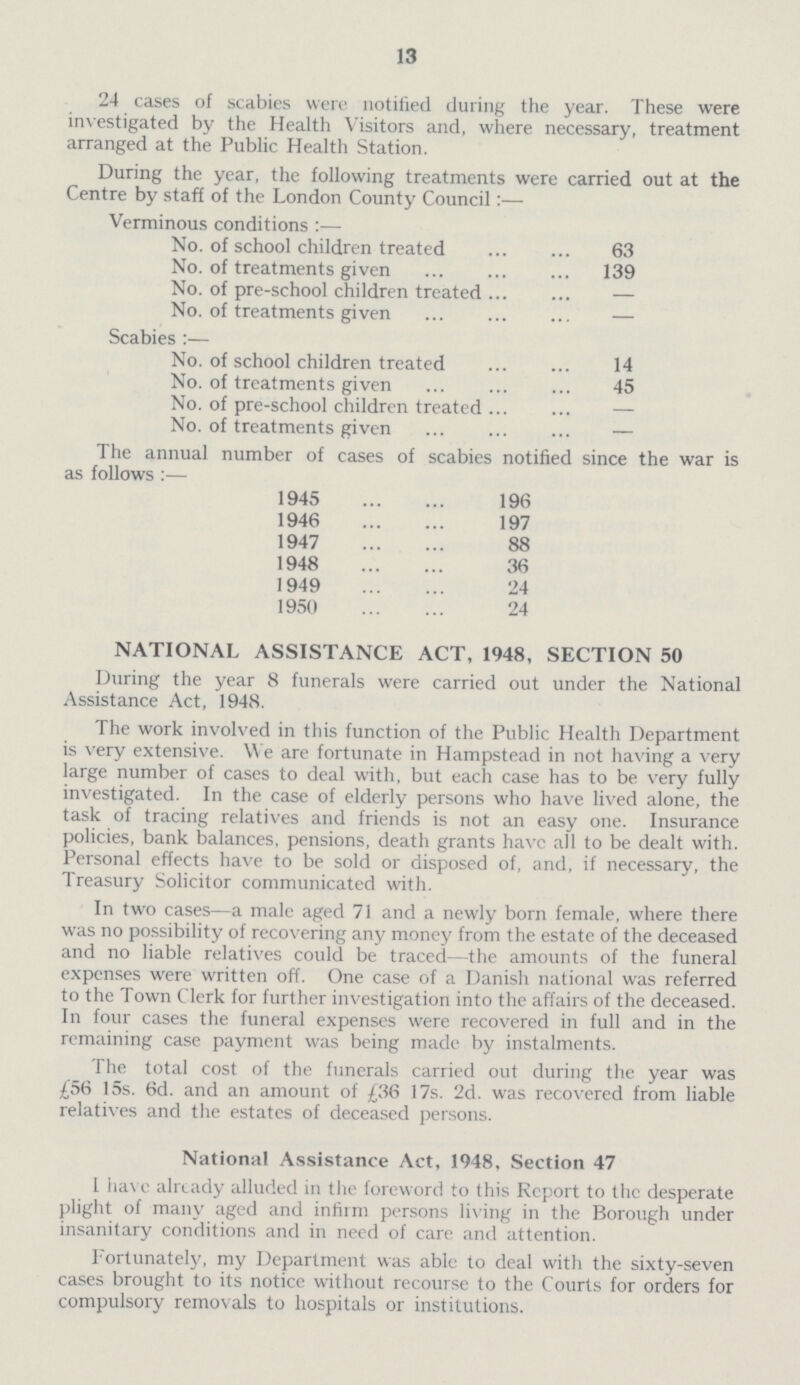 13
24 cases of scabies were notified during the year. These were
investigated by the Health Visitors and, where necessary, treatment
arranged at the Public Health Station.
During the year, the following treatments were carried out at the
Centre by staff of the London County Council :—
Verminous conditions :—
No. of school children treated ... ... 63
No. of treatments given ... ... ... 139
No. of pre-school children treated ... ... —
No. of treatments given ... ... ... —
Scabies :—
No. of school children treated ... ... 14
No. of treatments given ... ... ... 45
No. of pre-school children treated ... ... —
No. of treatments given ... ... ... —
The annual number of cases of scabies notified since the war is
as follows :—
1945 ... ... 196
1946 ... ... 197
1947 ... ... 88
1948 ... ... 36
1949 ... ... 24
1950 ... ... 24
NATIONAL ASSISTANCE ACT, 1948, SECTION 50
During the year 8 funerals were carried out under the National
Assistance Act, 1948.
The work involved in this function of the Public Health Department
is very extensive. We are fortunate in Hampstead in not having a very
large number of cases to deal with, but each case has to be very fully
investigated. In the case of elderly persons who have lived alone, the
task of tracing relatives and friends is not an easy one. Insurance
policies, bank balances, pensions, death grants have all to be dealt with.
Personal effects have to be sold or disposed of, and, if necessary, the
Treasury Solicitor communicated with.
In two cases—a male aged 71 and a newly born female, where there
was no possibility of recovering any money from the estate of the deceased
and no liable relatives could be traced—the amounts of the funeral
expenses were written off. One case of a Danish national was referred
to the Town Clerk for further investigation into the affairs of the deceased.
In four cases the funeral expenses were recovered in full and in the
remaining case payment was being made by instalments.
The total cost of the funerals carried out during the year was
£56 15s. 6d. and an amount of £36 17s. 2d. was recovered from liable
relatives and the estates of deceased persons.
National Assistance Act, 1948, Section 47
I have already alluded in the foreword to this Report to the desperate
plight of many aged and infirm persons living in the Borough under
insanitary conditions and in need of care and attention.
Fortunately, my Department was able to deal with the sixty-seven
cases brought to its notice without recourse to the Courts for orders for
compulsory removals to hospitals or institutions.